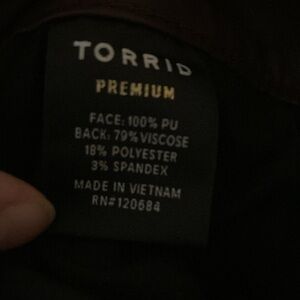 TORRID
PREMIUM
FACE: 100% PU
BACK: 79% VISCOSE
18% POLYESTER
3% SPANDEX
MADE IN VIETNAM
RN#120684